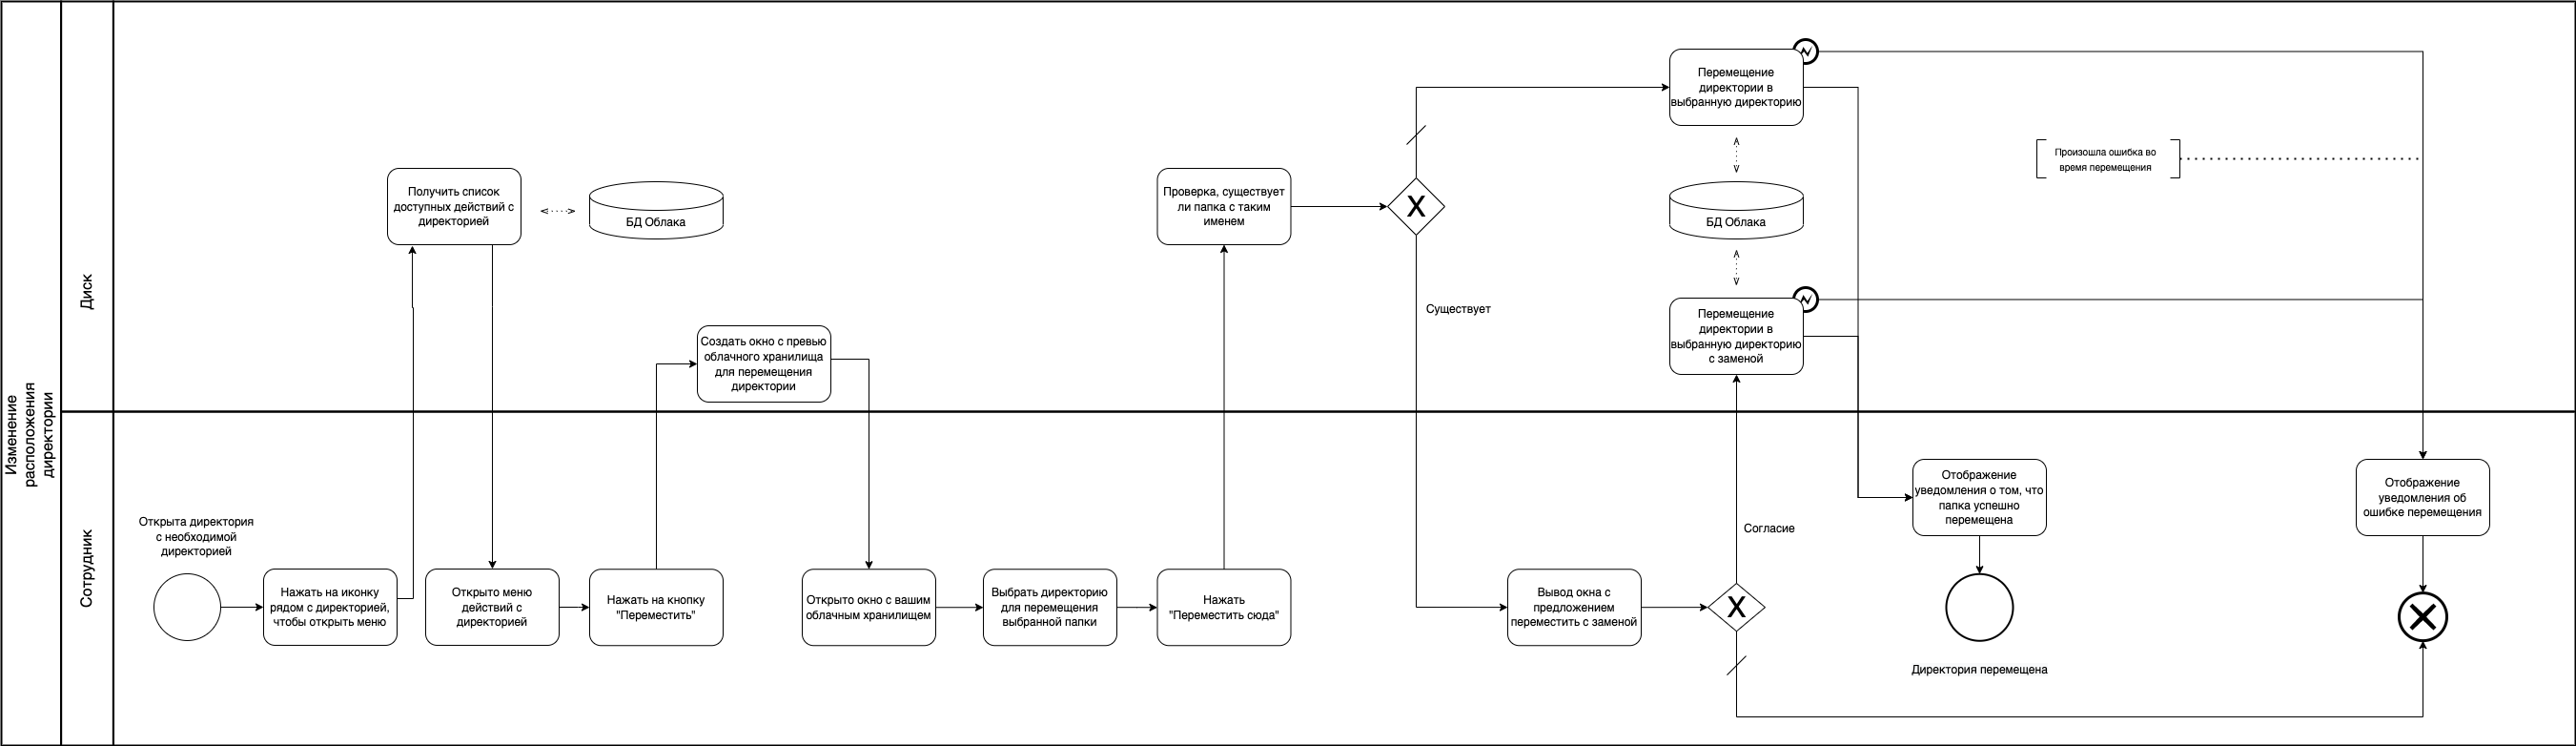 Изменение
расположения
директории
Диск
Сотрудник
Открыта директория
с необходимой
директорией
Нажать на иконку
рядом с директорией,
чтобы открыть меню
Получить список
доступных действий с
директорией
БД Облака
Открыто меню
действий с
директорией
Нажать на кнопку
"Переместить"
Создать окно с превью
облачного хранилища
для перемещения
директории
Открыто окно с вашим
облачным хранилищем
Выбрать директорию
для перемещения
выбранной папки
Нажать
"Переместить сюда"
Проверка, существует
ли папка с таким
именем
X
Существует
Перемещение
директории в
выбранную директорию
БД Облака
Перемещение
директории в
выбранную директорию
с заменой
Вывод окна с
предложением
переместить с заменой
X
Согласие
Отображение
уведомления о том, что
папка успешно
перемещена
Директория перемещена
Произошла ошибка во
время перемещения
Отображение
уведомления об
ошибке перемещения